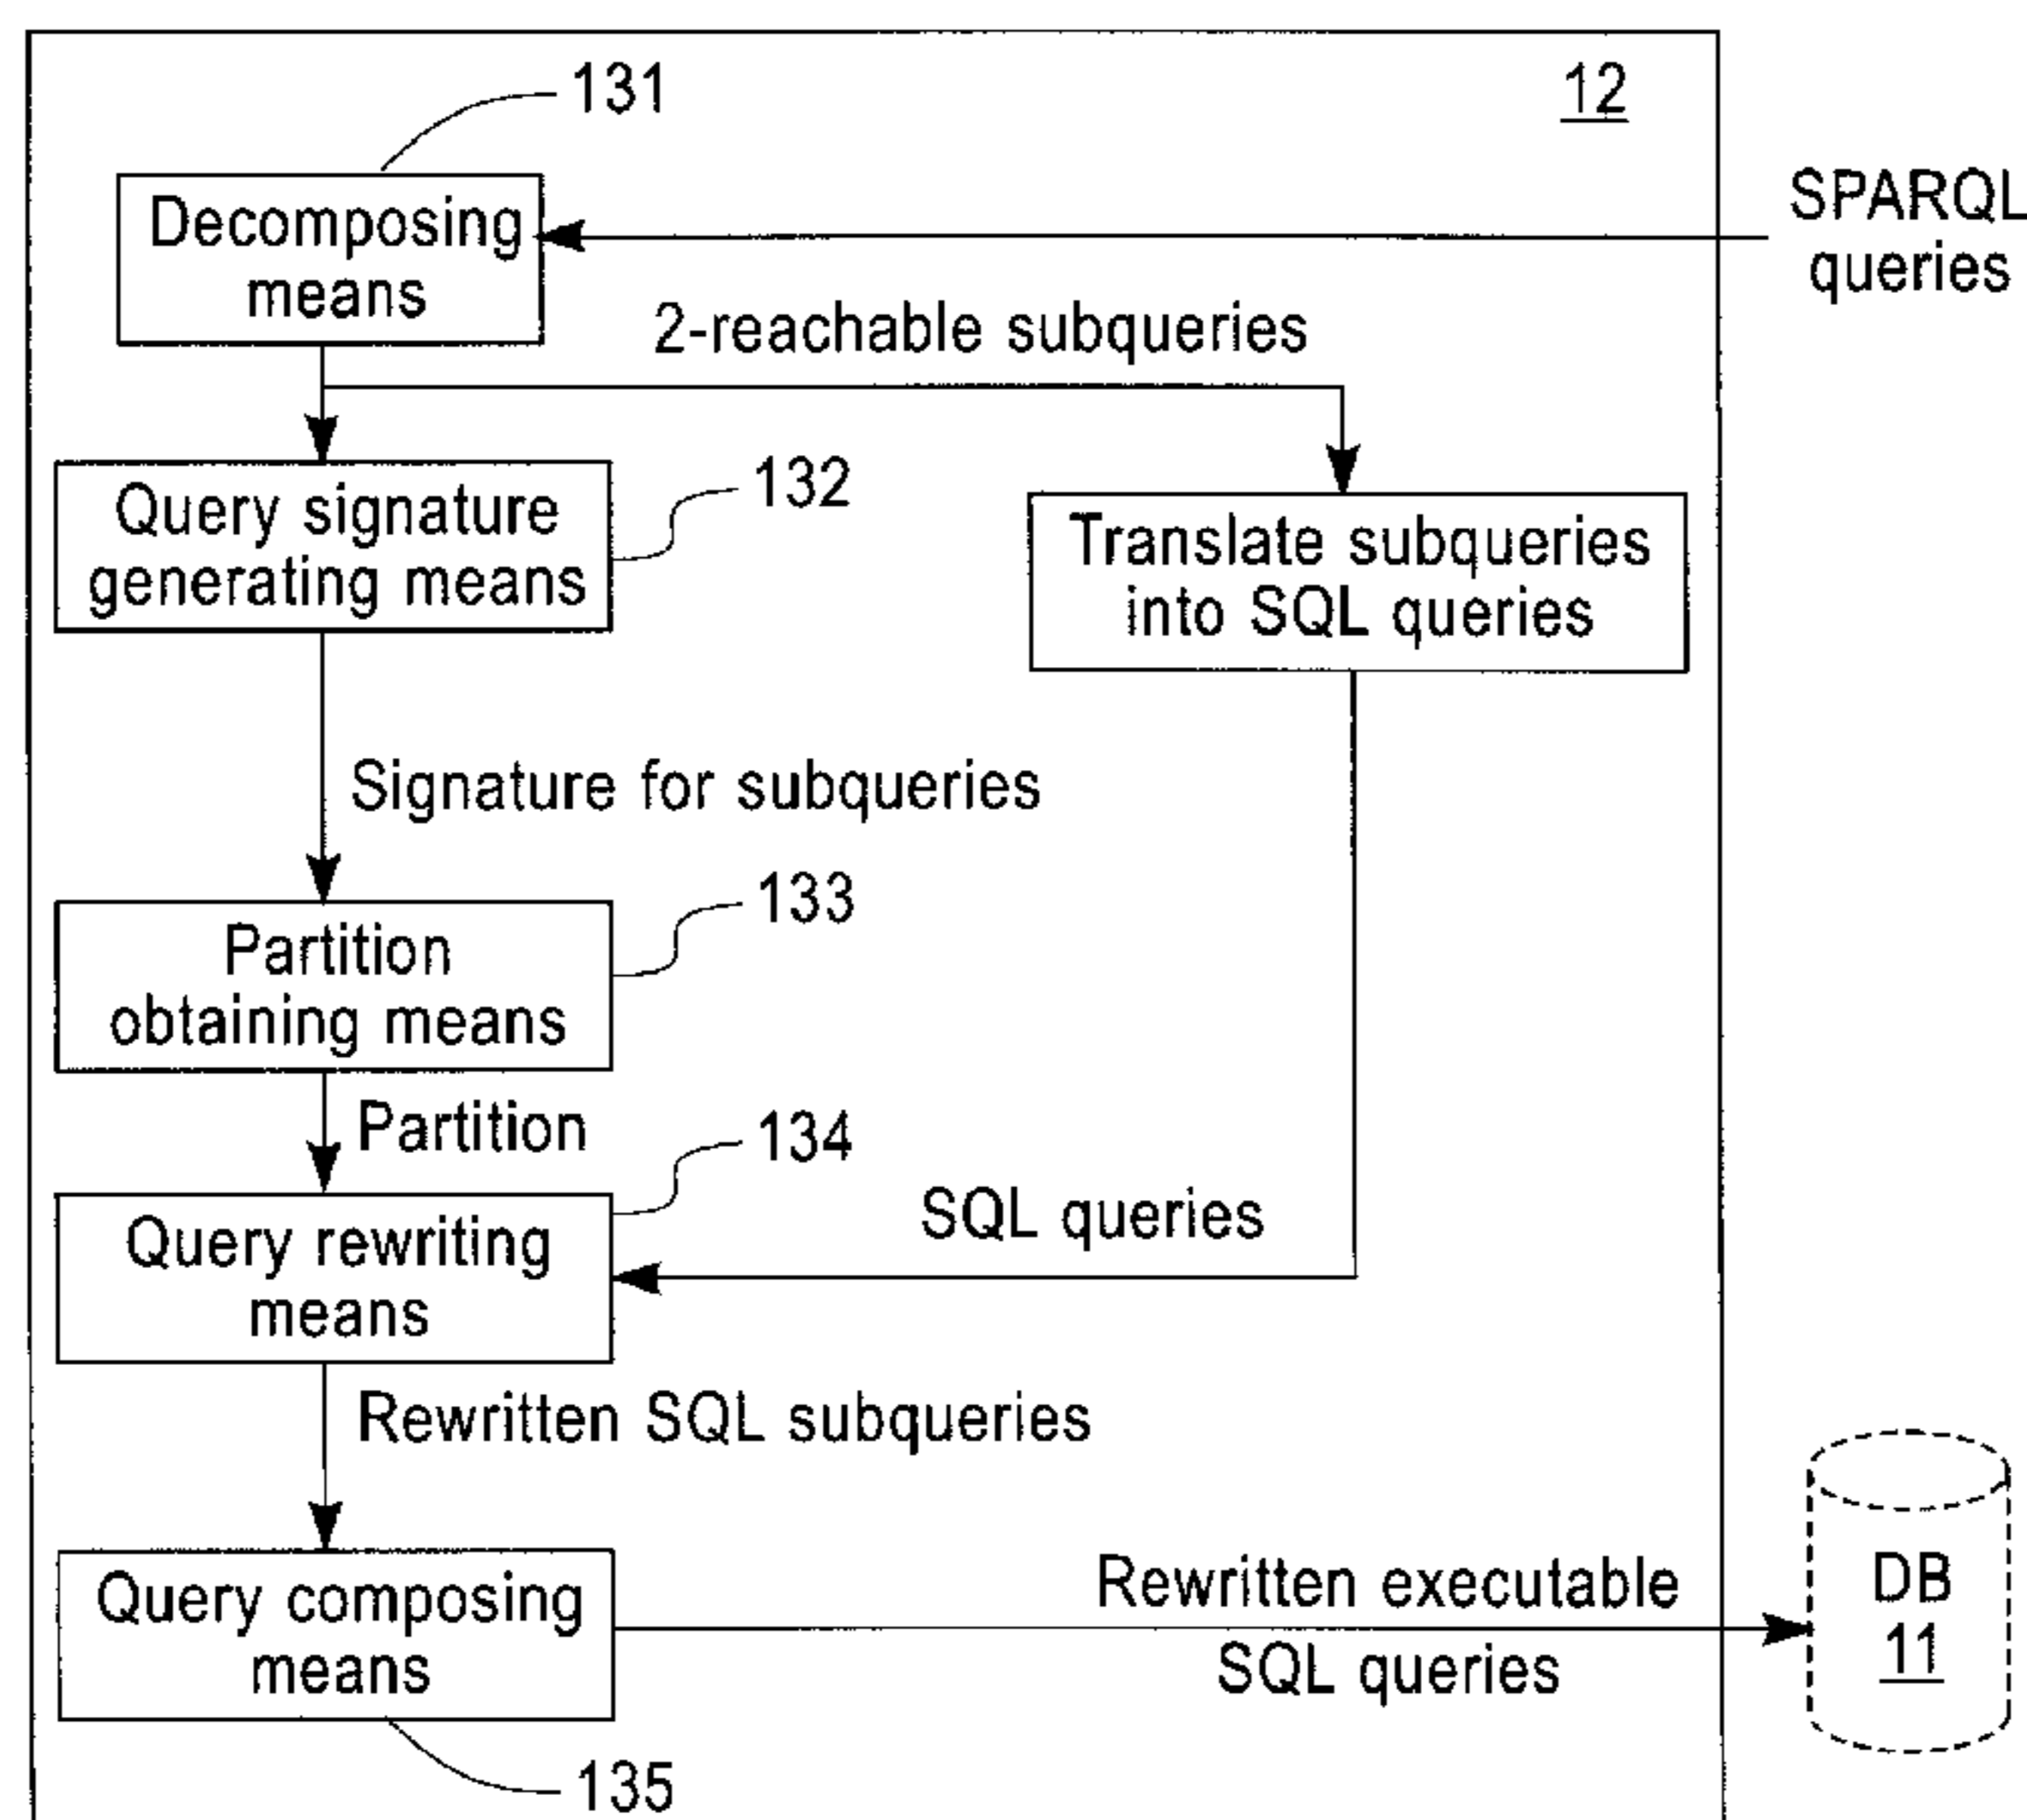 131
12
Decomposing
means
SPARQL
queries
2-reachable subqueries
Query signature
generating means
132
Translate subqueries
into SQL queries
Signature for subqueries
133
Partition
obtaining means
Partition
134
Query rewriting
means
SQL queries
Rewritten SQL subqueries
Query composing
means
Rewritten executable
SQL queries
DB
11
135